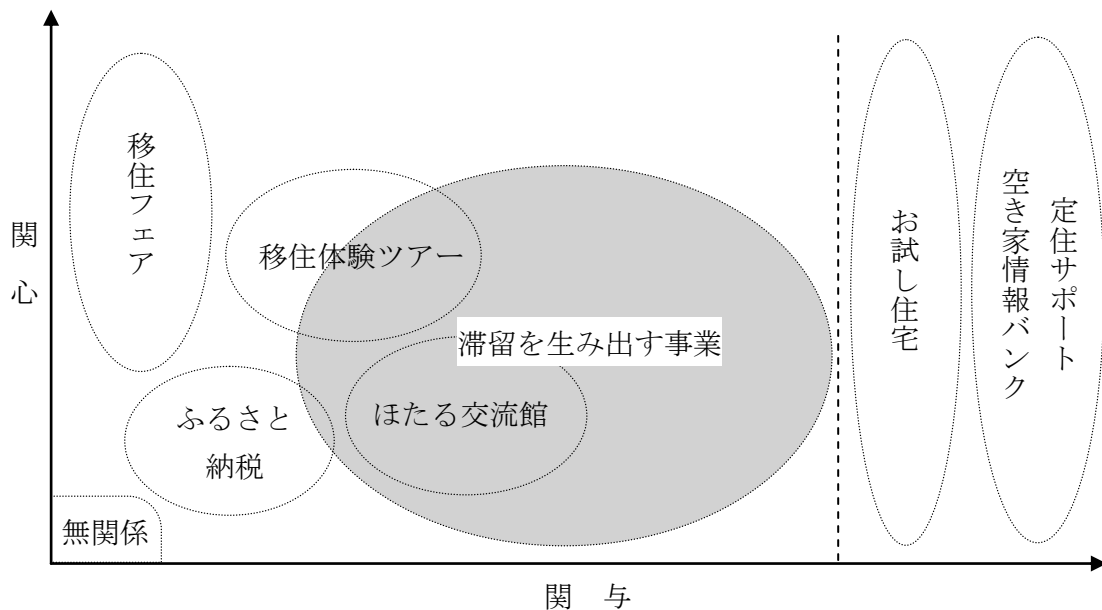 関心
移住フェア
移住体験ツアー
滞留を生み出す事業
ほたる交流館
ふるさと
納税
無関係
お試し住宅
定住サポート
空き家情報バンク
関 与